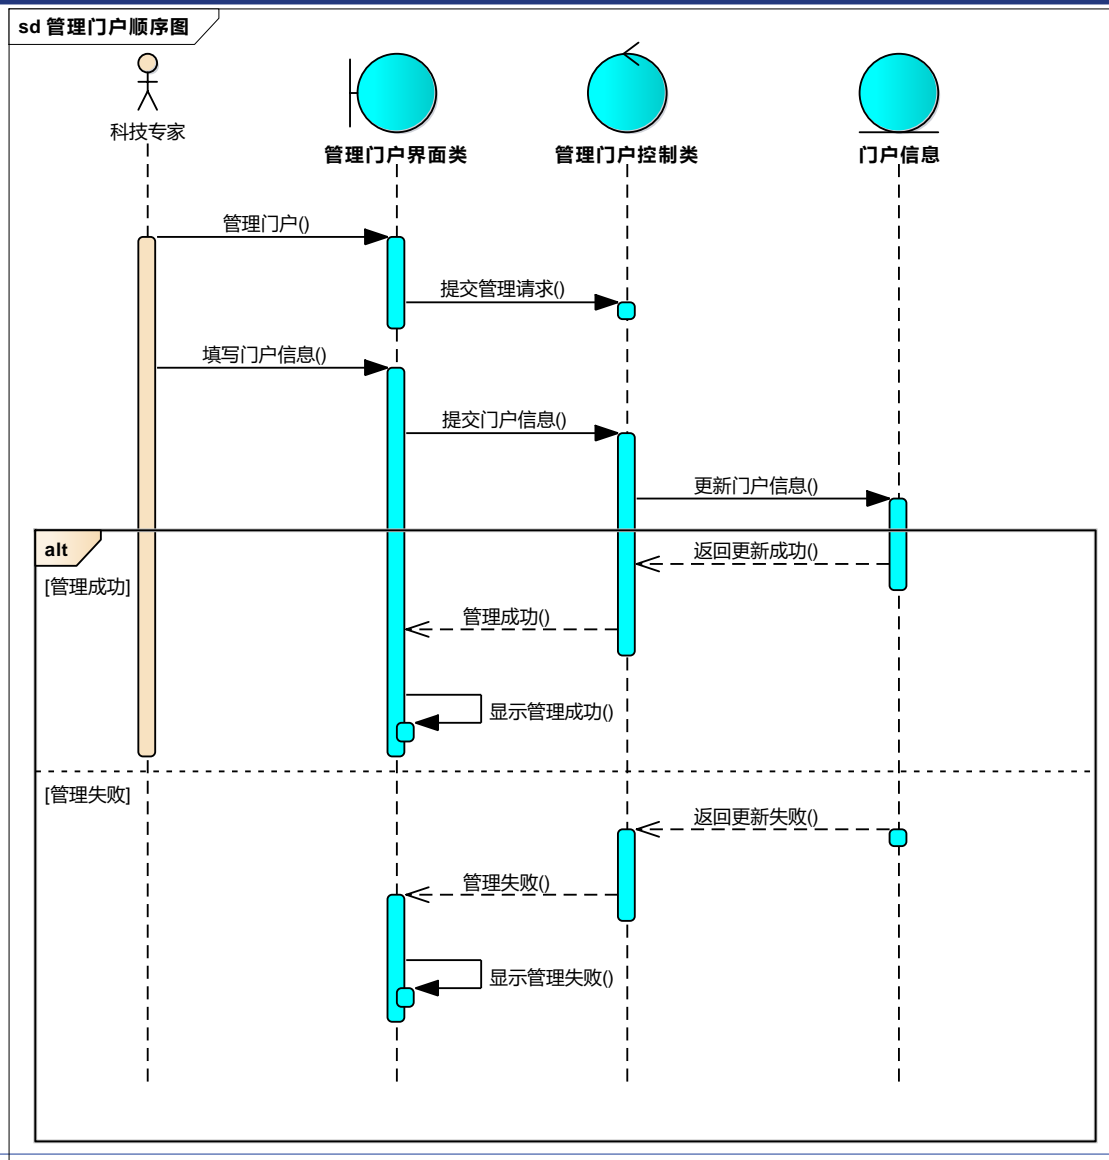 sd 管理门户顺序图
科技专家
管理门户界面类
管理门户控制类
门户信息
管理门户()
提交管理请求()
填写门户信息()
提交门户信息()
更新门户信息()
alt
返回更新成功()
[管理成功]
管理成功()
显示管理成功()
[管理失败]
返回更新失败()
管理失败()
显示管理失败()